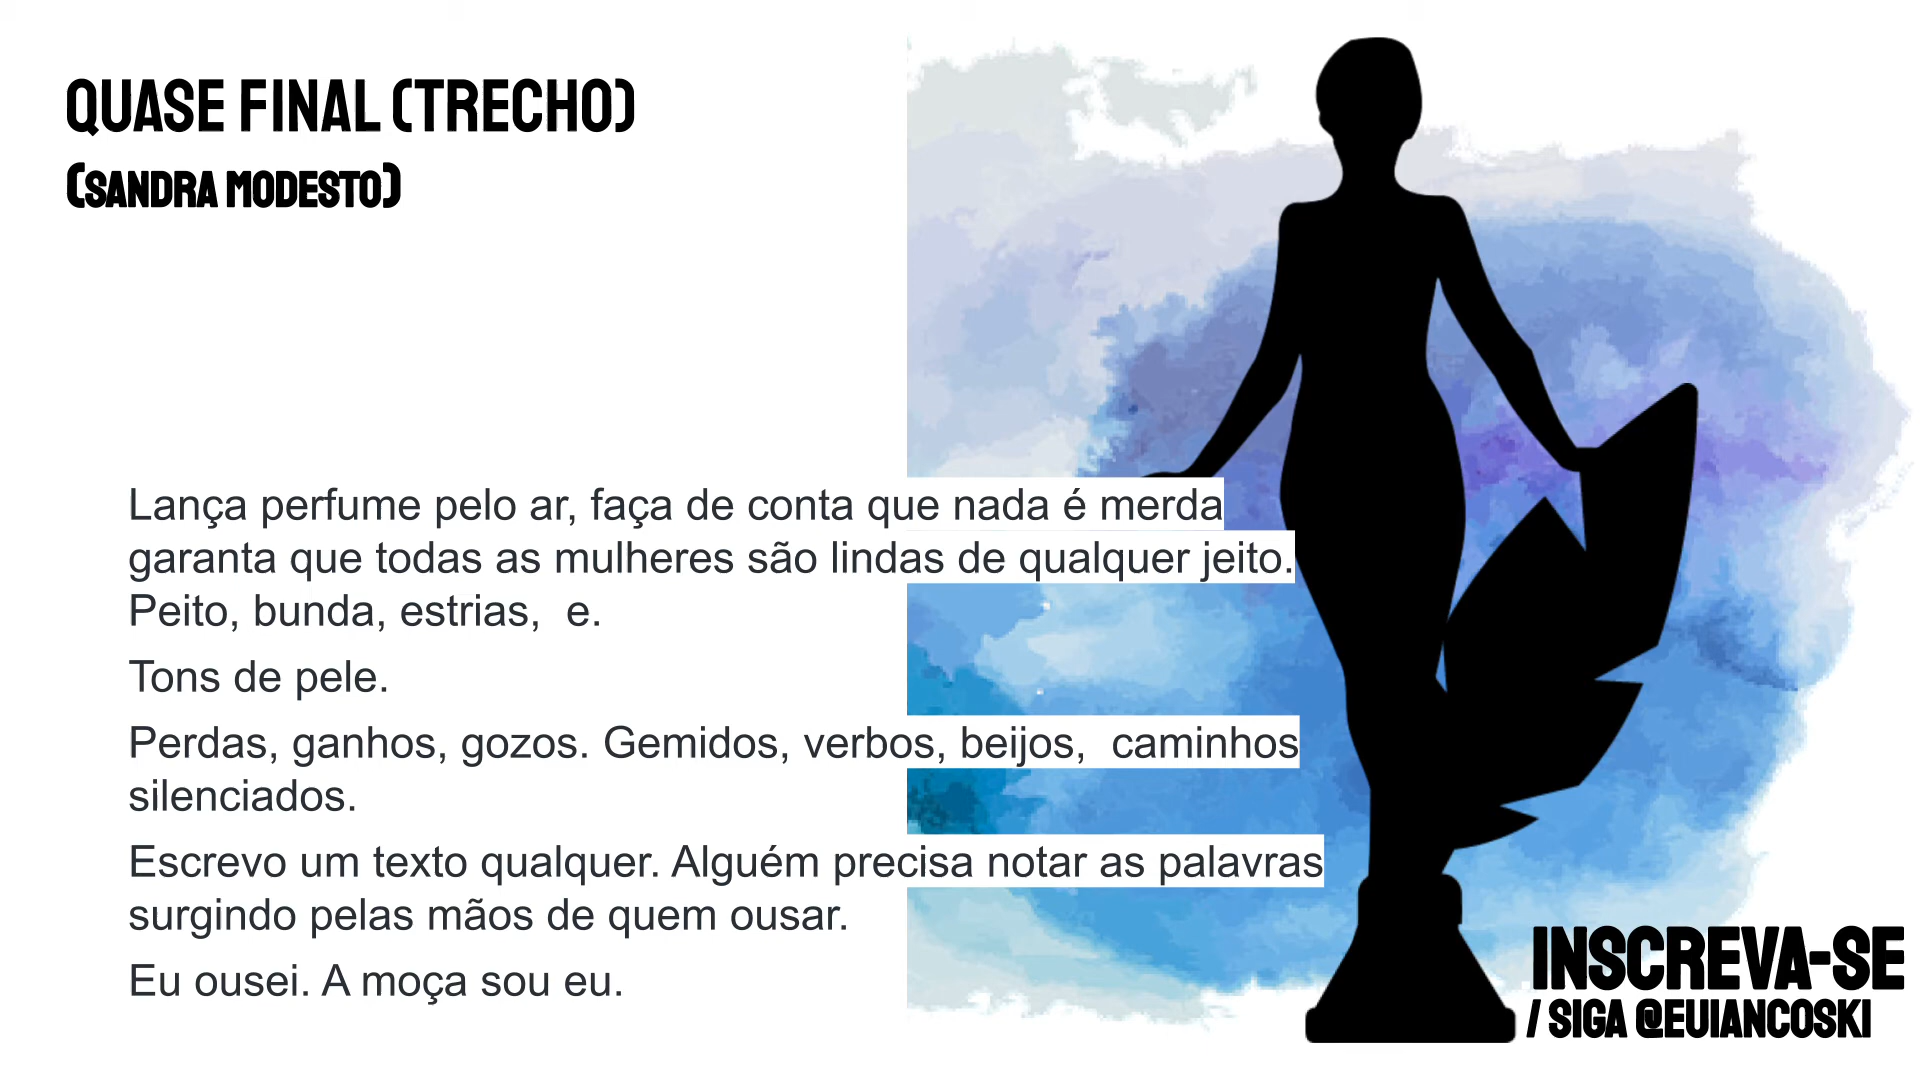 QUASE FINAL (TRECHO)
(SANDRA MODESTO)
Lança perfume pelo ar, faça de conta que nada é merda
garanta que todas as mulheres são lindas de qualquer jeito.
Peito, bunda, estrias,  e.
Tons de pele.
Perdas, ganhos, gozos. Gemidos, verbos, beijos,  caminhos
silenciados.
Escrevo um texto qualquer. Alguém precisa notar as palavras
surgindo pelas mãos de quem ousar.
Eu ousei. A moça sou eu.
INSCREVA-SE
/ SIGA @EUIANCOSKI